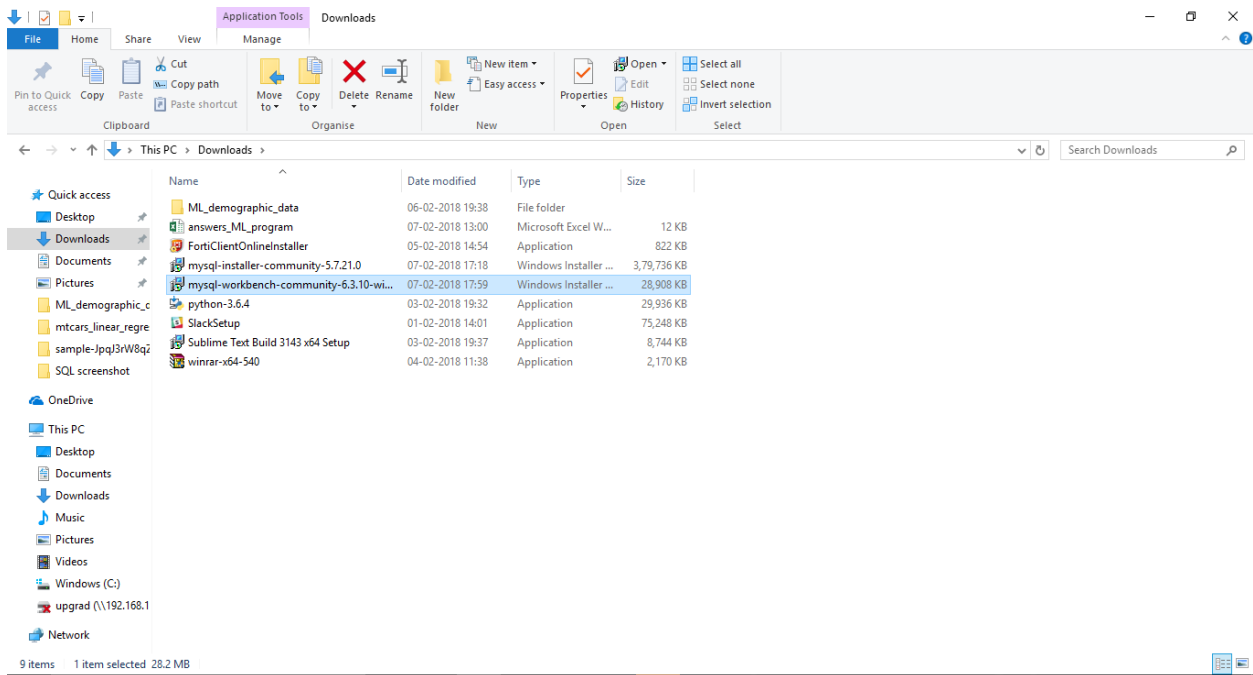 Application Tools Downloads
File Home Share View Manage
Pin to Quick access
Copy
Paste
Cut
Copy path
Paste shortcut
Clipboard
Move to
Copy to
Delete
Rename
Organise
New folder
New item
Easy access
New
Properties
Open
Edit
History
Open
Select all
Select none
Invert selection
Select
This PC > Downloads >
Search Downloads
Quick access
Desktop
Downloads
Documents
Pictures
ML_demographic_c
mtcars_linear_regre
sample-JpqJ3rW8qZ
SQL screenshot
OneDrive
This PC
Desktop
Documents
Downloads
Music
Pictures
Videos
Windows (C:)
upgrad (\\192.168.1
Network
Name Date modified Type Size
ML_demographic_data 06-02-2018 19:38 File folder
answers_ML_program 07-02-2018 13:00 Microsoft Excel W... 12 KB
FortiClientOnlineInstaller 05-02-2018 14:54 Application 822 KB
mysql-installer-community-5.7.21.0 07-02-2018 17:18 Windows Installer ... 3,79,736 KB
mysql-workbench-community-6.3.10-wi... 07-02-2018 17:59 Windows Installer ... 28,908 KB
python-3.6.4 03-02-2018 19:32 Application 29,936 KB
SlackSetup 01-02-2018 14:01 Application 75,248 KB
Sublime Text Build 3143 x64 Setup 03-02-2018 19:37 Application 8,744 KB
winrar-x64-540 04-02-2018 11:38 Application 2,170 KB
9 items 1 item selected 28.2 MB